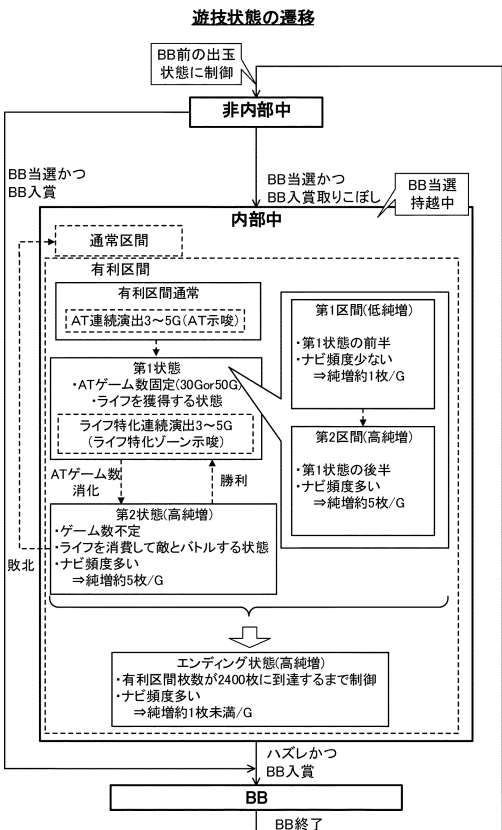 遊技状態の遷移
BB前の出玉
状態に制御
非内部中
BB当選かつ
BB入賞
BB当選かつ
BB入賞取りこぼし
BB当選
持越中
内部中
通常区間
有利区間
有利区間通常
AT連続演出3～5G(AT示唆)
第1状態
・ATゲーム数固定(30Gor50G)
・ライフを獲得する状態
ライフ特化連続演出3～5G
(ライフ特化ゾーン示唆)
第1区間(低純増)
・第1状態の前半
・ナビ頻度少ない
⇒純増約1枚/G
第2区間(高純増)
・第1状態の後半
・ナビ頻度多い
⇒純増約5枚/G
ATゲーム数
消化
勝利
第2状態(高純増)
・ゲーム数不定
・ライフを消費して敵とバトルする状態
・ナビ頻度多い
⇒純増約5枚/G
敗北
エンディング状態(高純増)
・有利区間枚数が2400枚に到達するまで制御
・ナビ頻度多い
⇒純増約1枚未満/G
ハズレかつ
BB入賞
BB
BB終了